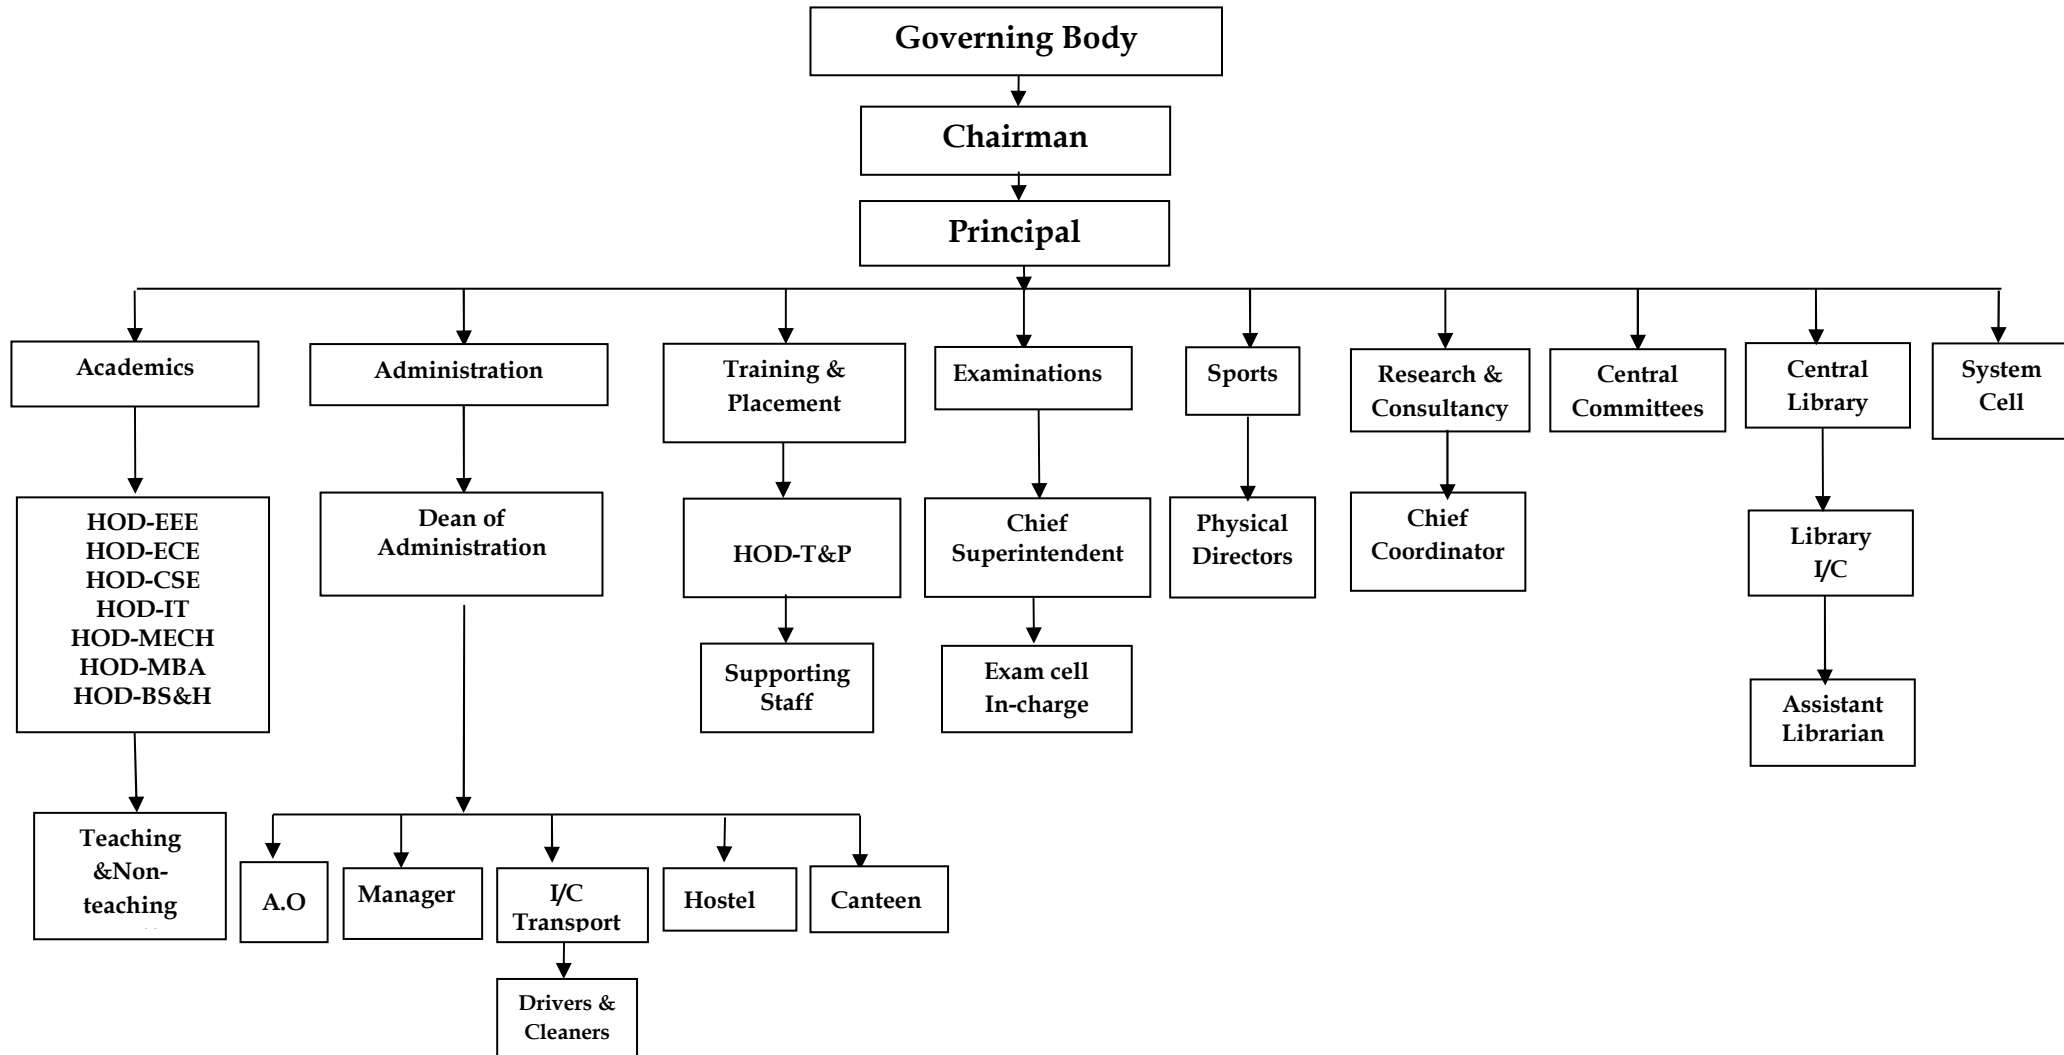 Governing Body
Chairman
Principal
Academics
Administration
Training &
Placement
Examinations
Sports
Research &
Consultancy
Central
Committees
Central
Library
System
Cell
HOD-EEE
HOD-ECE
HOD-CSE
HOD-IT
HOD-MECH
HOD-MBA
HOD-BS&H
Dean of
Administration
HOD-T&P
Chief
Superintendent
Physical
Directors
Chief
Coordinator
Library
I/C
Supporting
Staff
Exam cell
In-charge
Assistant
Librarian
Teaching
&Non-
teaching
A.O
Manager
I/C
Transport
Hostel
Canteen
Drivers &
Cleaners